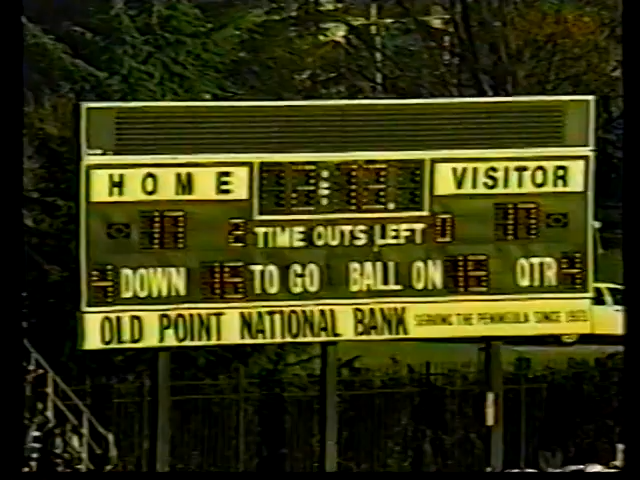 HOME VISITOR
TIME OUTS LEFT
DOWN TO GO BALL ON QTR
OLD POINT NATIONAL BANK SERVING THE PENINSULA SINCE